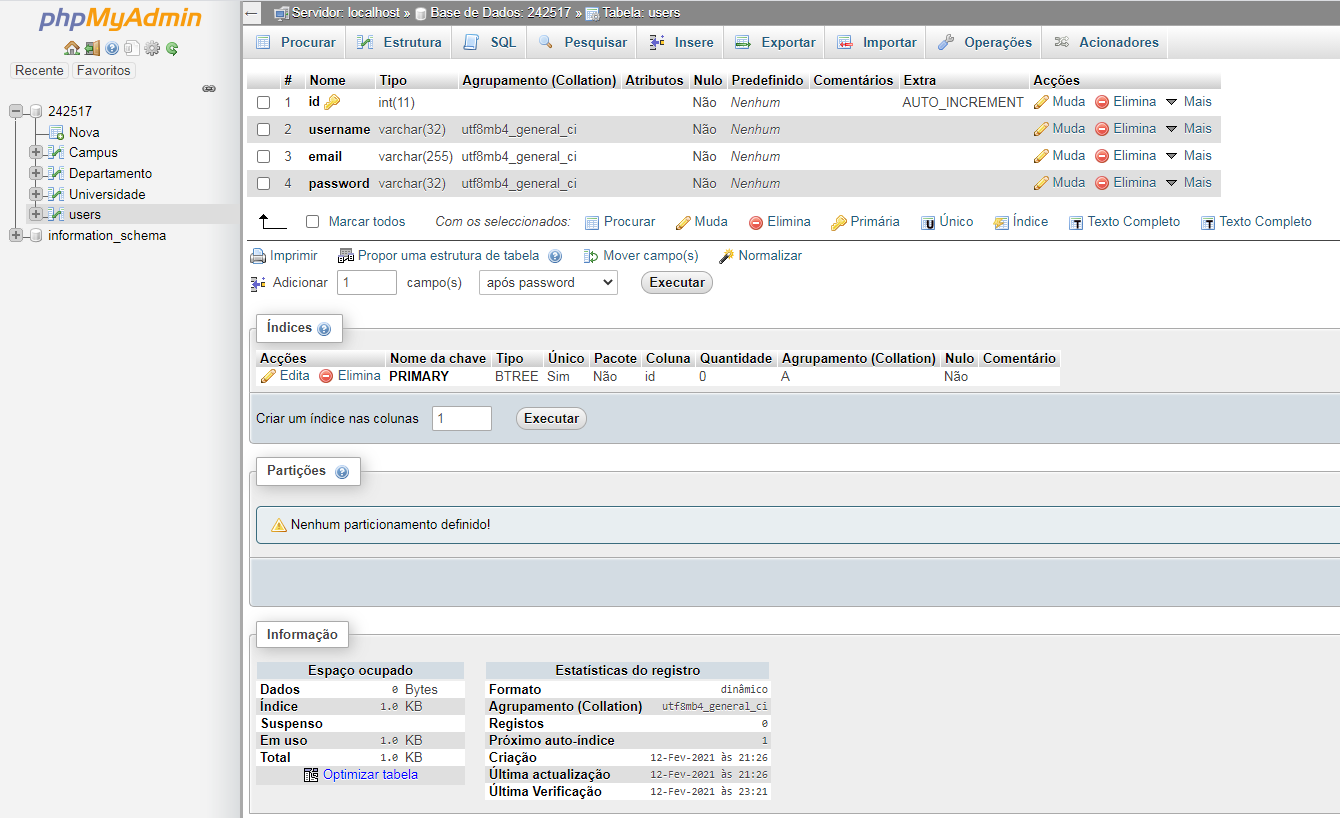 phpMyAdmin
Recente Favoritos
242517
Nova
Campus
Departamento
Universidade
users
information_schema
Servidor: localhost » Base de Dados: 242517 » Tabela: users
Procurar Estrutura SQL Pesquisar Insere Exportar Importar Operações Acionadores
# Nome Tipo Agrupamento (Collation) Atributos Nulo Predefinido Comentários Extra Acções
1 id int(11) Não Nenhum AUTO_INCREMENT Muda Elimina Mais
2 username varchar(32) utf8mb4_general_ci Não Nenhum Muda Elimina Mais
3 email varchar(255) utf8mb4_general_ci Não Nenhum Muda Elimina Mais
4 password varchar(32) utf8mb4_general_ci Não Nenhum Muda Elimina Mais
Marcar todos Com os seleccionados: Procurar Muda Elimina Primária Único Índice Texto Completo Texto Completo
Imprimir Propor uma estrutura de tabela Mover campo(s) Normalizar
Adicionar 1 campo(s) após password Executar
Índices
Acções Nome da chave Tipo Único Pacote Coluna Quantidade Agrupamento (Collation) Nulo Comentário
Edita Elimina PRIMARY BTREE Sim Não id 0 A Não
Criar um índice nas colunas 1 Executar
Partições
Nenhum particionamento definido!
Informação
Espaço ocupado
Dados 0 Bytes
Índice 1.0 KB
Suspenso
Em uso 1.0 KB
Total 1.0 KB
Optimizar tabela
Estatísticas do registro
Formato dinâmico
Agrupamento (Collation) utf8mb4_general_ci
Registos 0
Próximo auto-índice 1
Criação 12-Fev-2021 às 21:26
Última actualização 12-Fev-2021 às 21:26
Última Verificação 12-Fev-2021 às 23:21